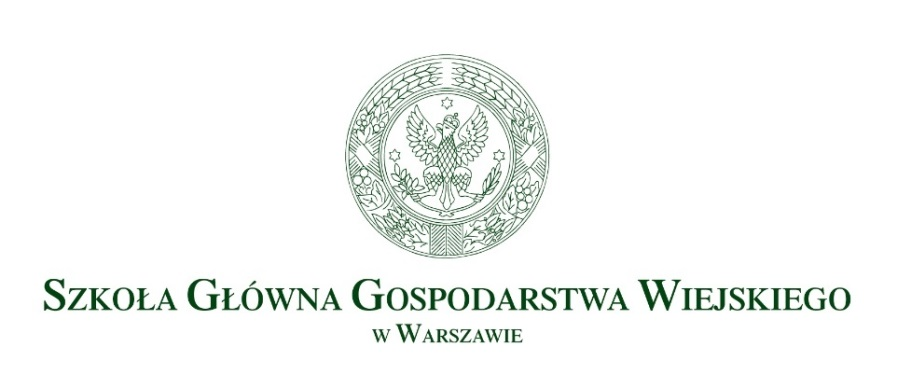 SZKOŁA GŁÓWNA GOSPODARSTWA WIEJSKIEGO
W WARSZAWIE